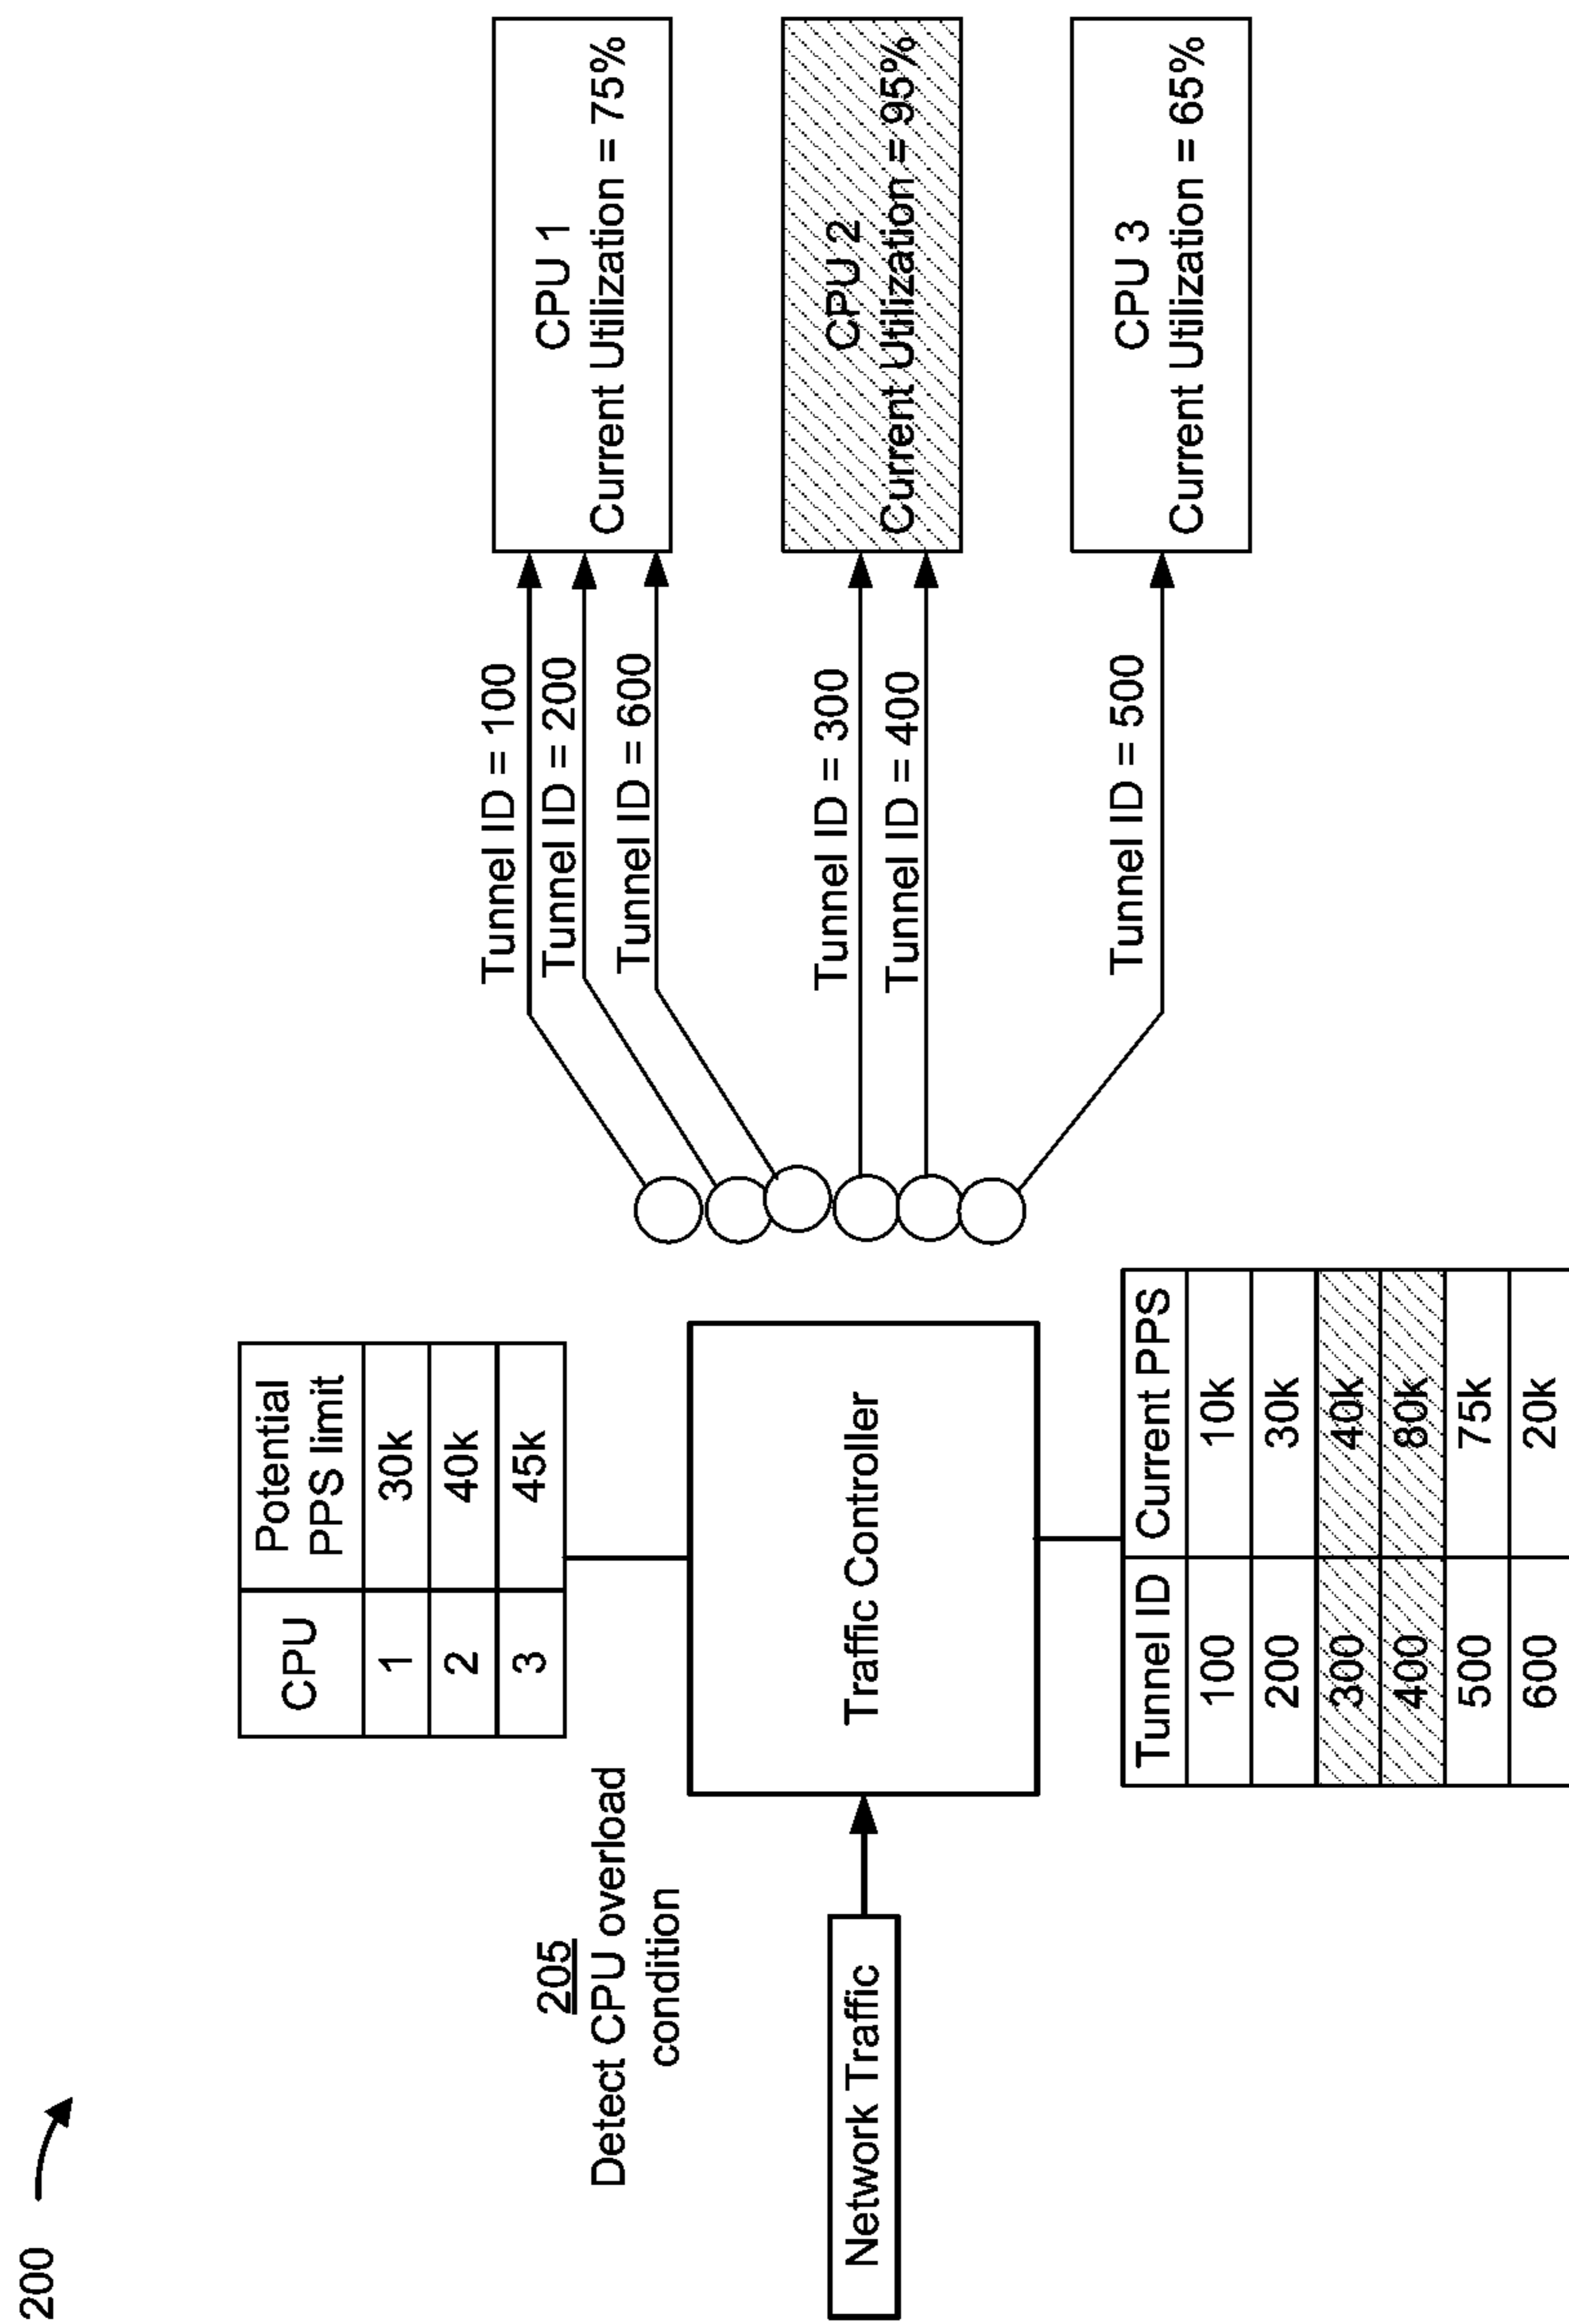 200
205
Detect CPU overload
condition
Network Traffic
CPU
Potential
PPS limit
1
30k
2
40k
3
45k
Traffic Controller
Tunnel ID
Current PPS
100
10k
200
30k
300
40k
400
80k
500
75k
600
20k
Tunnel ID = 100
Tunnel ID = 200
Tunnel ID = 600
Tunnel ID = 300
Tunnel ID = 400
Tunnel ID = 500
CPU 1
Current Utilization = 75%
CPU 2
Current Utilization = 95%
CPU 3
Current Utilization = 65%